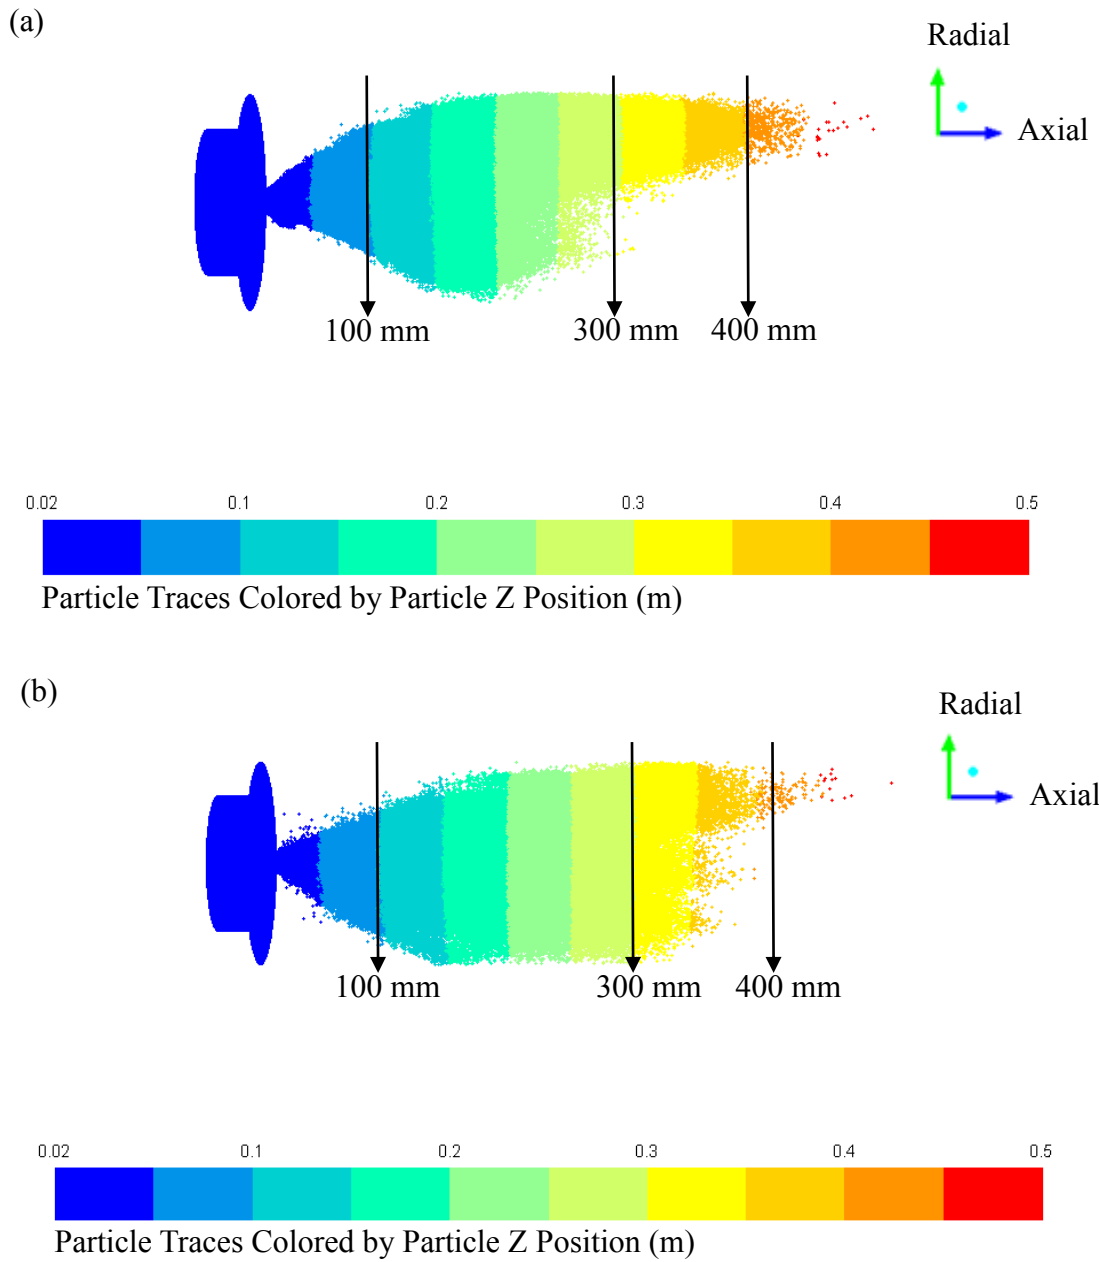 (a)
Radial
Axial
100 mm
300 mm
400 mm
0.02 0.1 0.2 0.3 0.4 0.5
Particle Traces Colored by Particle Z Position (m)
(b)
Radial
Axial
100 mm
300 mm
400 mm
0.02 0.1 0.2 0.3 0.4 0.5
Particle Traces Colored by Particle Z Position (m)